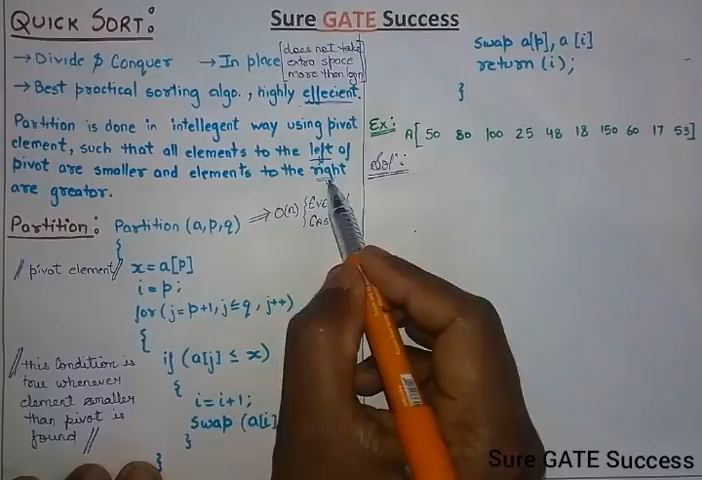 QUICK SORT:
Sure GATE Success
→ Divide & Conquer → In place [does not take
extra space
more than logn]
→ Best practical sorting algo., highly effecient.
Partition is done in intellegent way using pivot
element, such that all elements to the left of
pivot are smaller and elements to the right
are greator.
Partition: Partition (a,p,q) ⇒ O(n)
{
// pivot element // x = a[p]
i = p;
for (j=p+1, j≤q, j++)
{
// this condition is
true whenever
element smaller
than pivot is
found //
if (a[j] ≤ x)
{
i = i+1;
swap (a[i]
}
}
swap a[p], a[i]
return (i);
}
Ex: A[ 50 80 100 25 48 18 150 60 17 53]
Sol":
Sure GATE Success